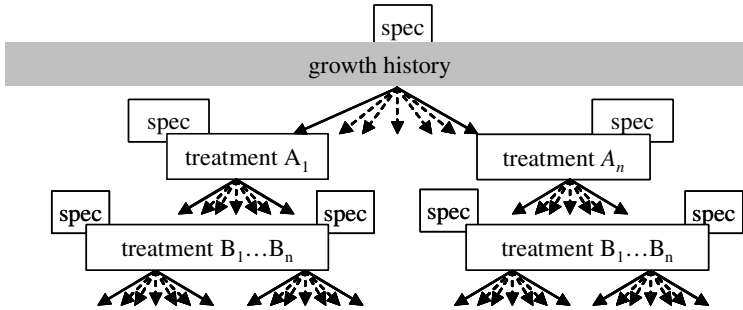 spec
growth history
spec
spec
treatment A₁
treatment Aₙ
spec
spec
spec
spec
treatment B₁…Bₙ
treatment B₁…Bₙ